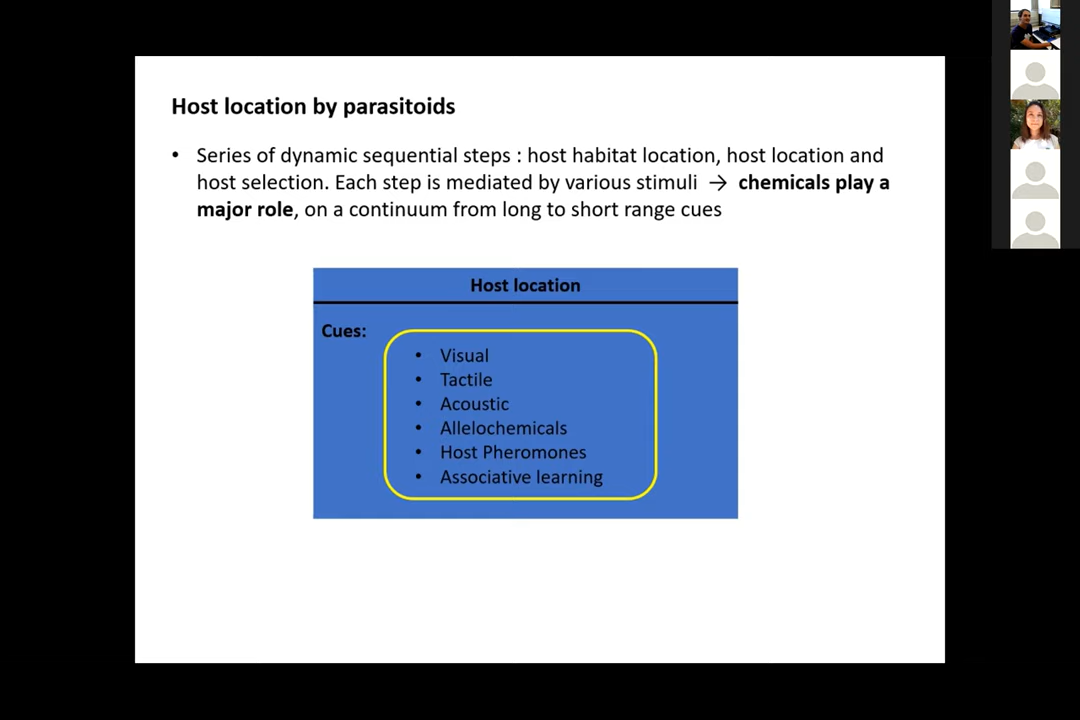 Host location by parasitoids
• Series of dynamic sequential steps : host habitat location, host location and
host selection. Each step is mediated by various stimuli → chemicals play a
major role, on a continuum from long to short range cues
Host location
Cues:
• Visual
• Tactile
• Acoustic
• Allelochemicals
• Host Pheromones
• Associative learning